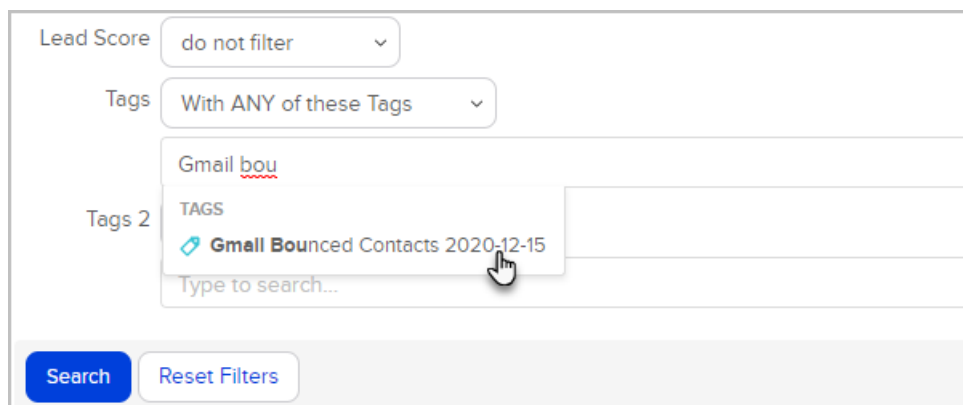 Lead Score do not filter
Tags With ANY of these Tags
Gmail bou
TAGS
Tags 2
Gmail Bounced Contacts 2020-12-15
Type to search...
Search Reset Filters